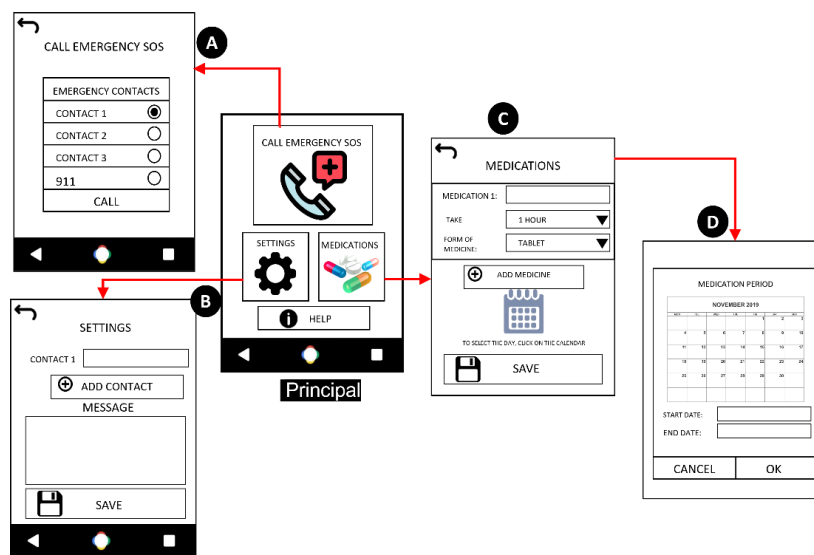 A
CALL EMERGENCY SOS
EMERGENCY CONTACTS
CONTACT 1
CONTACT 2
CONTACT 3
911
CALL
CALL EMERGENCY SOS
SETTINGS
MEDICATIONS
HELP
Principal
B
SETTINGS
CONTACT 1
ADD CONTACT
MESSAGE
SAVE
C
MEDICATIONS
MEDICATION 1:
TAKE
1 HOUR
FORM OF
MEDICINE:
TABLET
ADD MEDICINE
TO SELECT THE DAY, CLICK ON THE CALENDAR
SAVE
D
MEDICATION PERIOD
NOVEMBER 2019
1 2 3
4 5 6 7 8 9 10
11 12 13 14 15 16 17
18 19 20 21 22 23 24
25 26 27 28 29 30
START DATE:
END DATE:
CANCEL OK